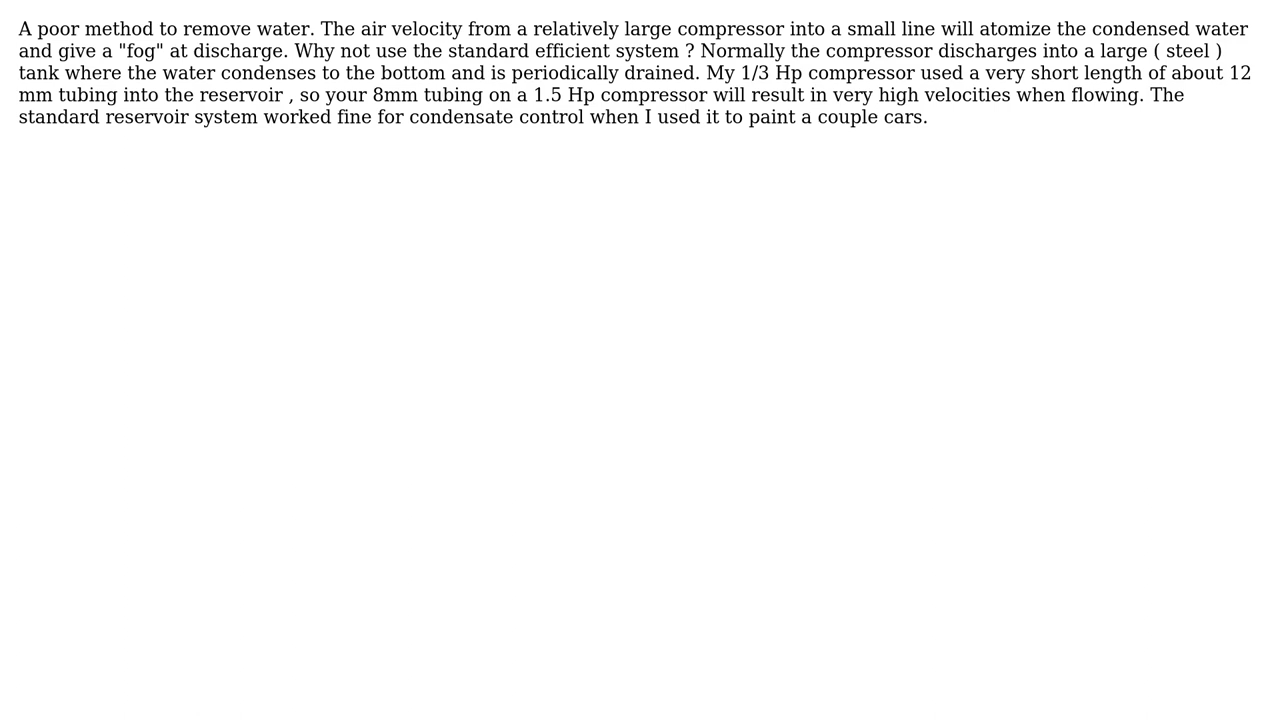 A poor method to remove water. The air velocity from a relatively large compressor into a small line will atomize the condensed water
and give a "fog" at discharge. Why not use the standard efficient system ? Normally the compressor discharges into a large ( steel )
tank where the water condenses to the bottom and is periodically drained. My 1/3 Hp compressor used a very short length of about 12
mm tubing into the reservoir , so your 8mm tubing on a 1.5 Hp compressor will result in very high velocities when flowing. The
standard reservoir system worked fine for condensate control when I used it to paint a couple cars.